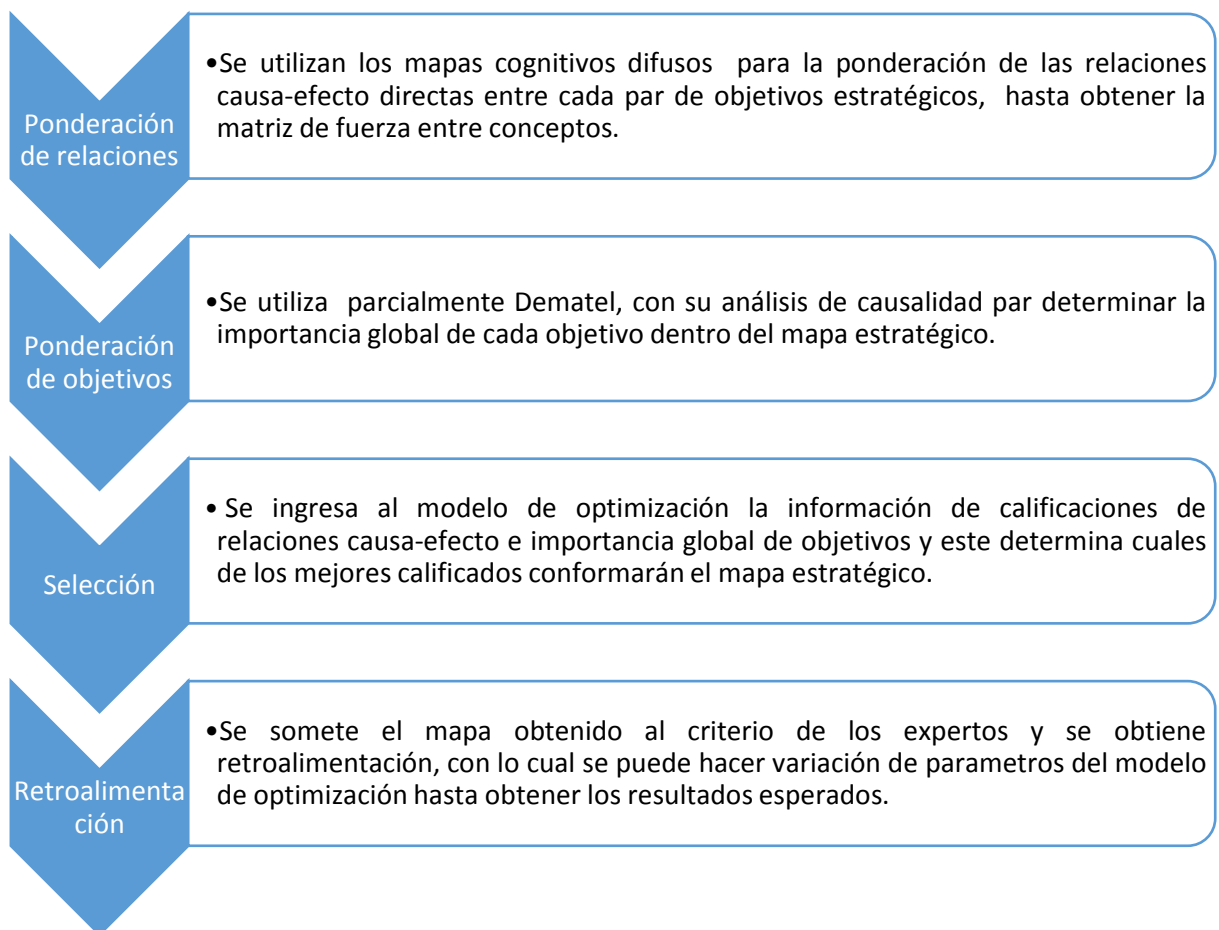 Ponderación
de relaciones
•Se utilizan los mapas cognitivos difusos para la ponderación de las relaciones
causa-efecto directas entre cada par de objetivos estratégicos, hasta obtener la
matriz de fuerza entre conceptos.
Ponderación
de objetivos
•Se utiliza parcialmente Dematel, con su análisis de causalidad par determinar la
importancia global de cada objetivo dentro del mapa estratégico.
Selección
• Se ingresa al modelo de optimización la información de calificaciones de
relaciones causa-efecto e importancia global de objetivos y este determina cuales
de los mejores calificados conformarán el mapa estratégico.
Retroalimenta
ción
•Se somete el mapa obtenido al criterio de los expertos y se obtiene
retroalimentación, con lo cual se puede hacer variación de parametros del modelo
de optimización hasta obtener los resultados esperados.